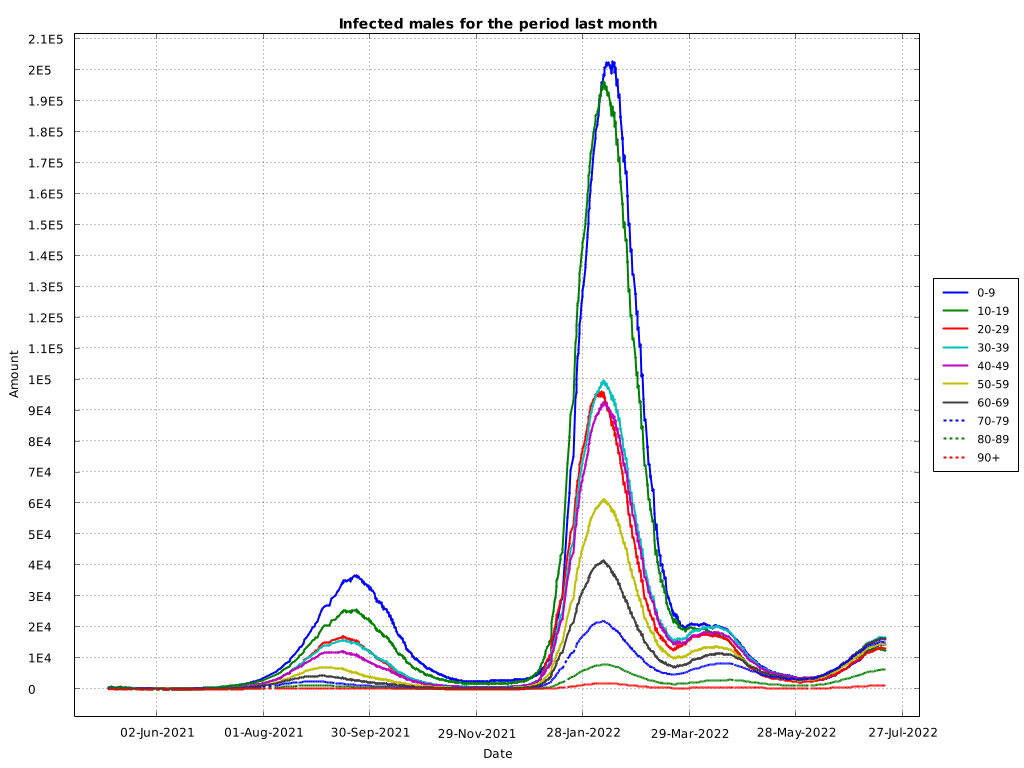 Infected males for the period last month
2.1E5
2E5
1.9E5
1.8E5
1.7E5
1.6E5
1.5E5
1.4E5
1.3E5
1.2E5
1.1E5
1E5
9E4
8E4
7E4
6E4
5E4
4E4
3E4
2E4
1E4
0
Amount
02-Jun-2021
01-Aug-2021
30-Sep-2021
29-Nov-2021
28-Jan-2022
29-Mar-2022
28-May-2022
27-Jul-2022
Date
0-9
10-19
20-29
30-39
40-49
50-59
60-69
70-79
80-89
90+